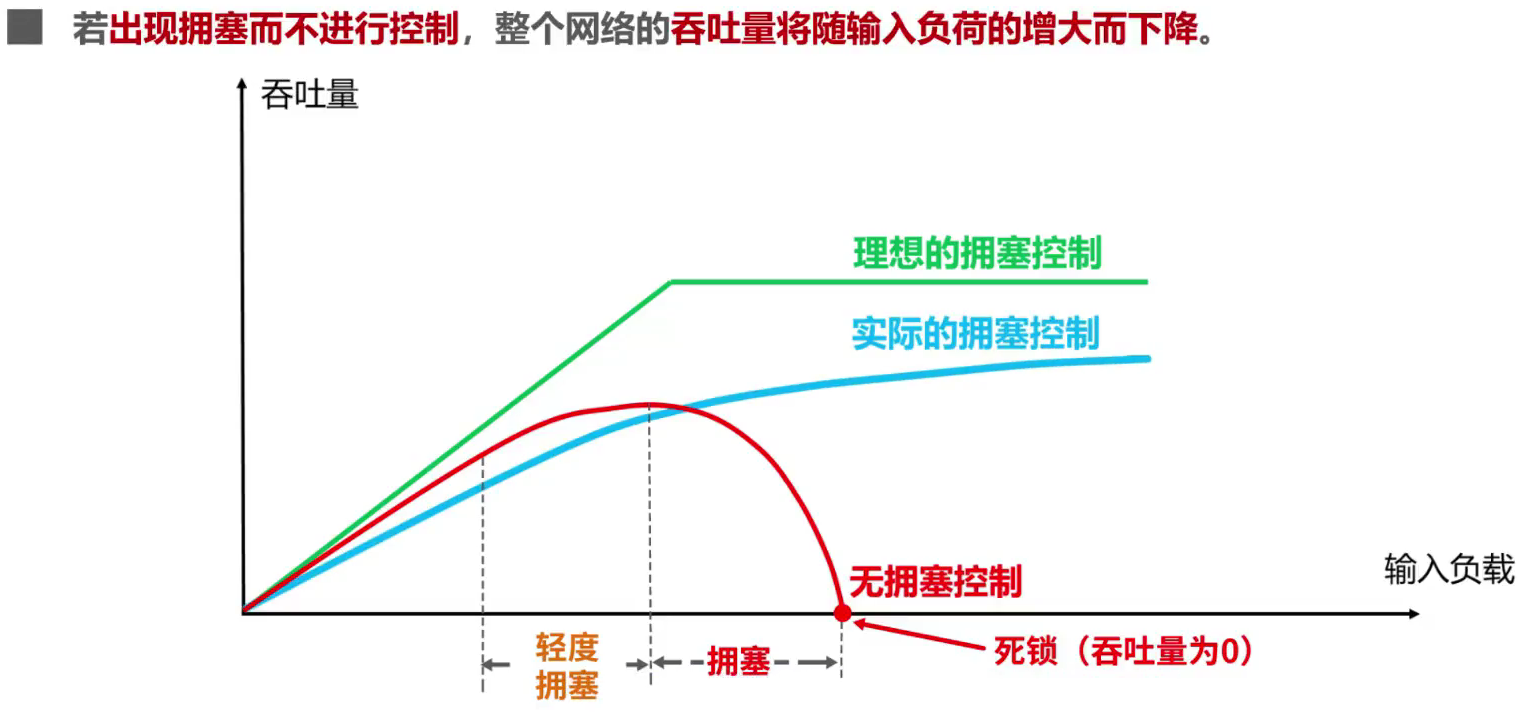 若出现拥塞而不进行控制，整个网络的吞吐量将随输入负荷的增大而下降。
吞吐量
理想的拥塞控制
实际的拥塞控制
无拥塞控制
输入负载
死锁（吞吐量为0）
轻度
拥塞
拥塞